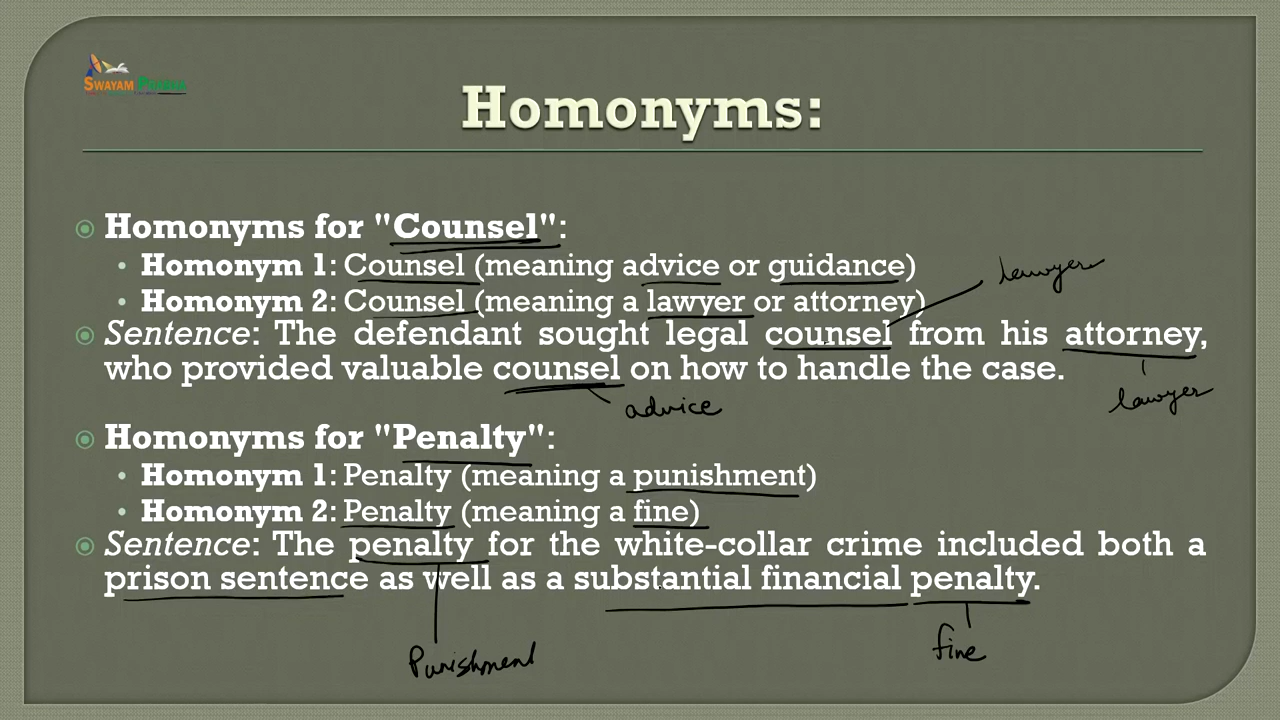 SWAYAM PRABHA
Homonyms:
Homonyms for "Counsel":
Homonym 1: Counsel (meaning advice or guidance)
lawyer
Homonym 2: Counsel (meaning a lawyer or attorney)
Sentence: The defendant sought legal counsel from his attorney,
who provided valuable counsel on how to handle the case.
advice
lawyer
Homonyms for "Penalty":
Homonym 1: Penalty (meaning a punishment)
Homonym 2: Penalty (meaning a fine)
Sentence: The penalty for the white-collar crime included both a
prison sentence as well as a substantial financial penalty.
Punishment
fine